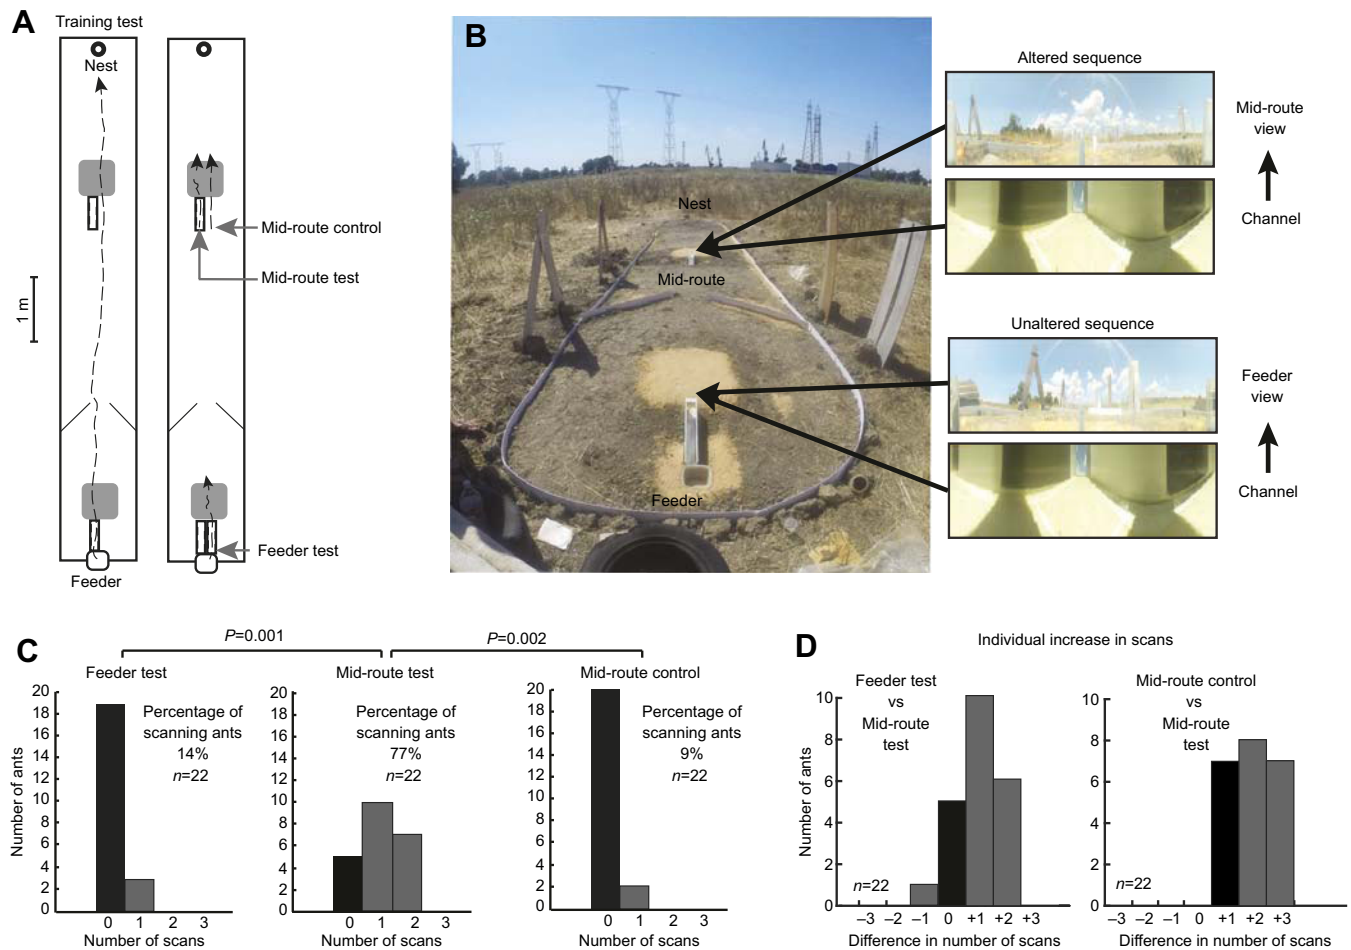 A
Training test
Nest
Mid-route control
Mid-route test
1 m
Feeder test
Feeder
B
Nest
Mid-route
Feeder
Altered sequence
Mid-route
view
Channel
Unaltered sequence
Feeder
view
Channel
C
P=0.001
P=0.002
Feeder test
Mid-route test
Mid-route control
Number of ants
20
18
16
14
12
10
8
6
4
2
0
Percentage of
scanning ants
14%
n=22
0 1 2 3
Number of scans
20
18
16
14
12
10
8
6
4
2
0
Percentage of
scanning ants
77%
n=22
0 1 2 3
Number of scans
20
18
16
14
12
10
8
6
4
2
0
Percentage of
scanning ants
9%
n=22
0 1 2 3
Number of scans
D
Individual increase in scans
Number of ants
10
8
6
4
2
0
Feeder test
vs
Mid-route
test
n=22
–3 –2 –1 0 +1 +2 +3
Difference in number of scans
10
8
6
4
2
0
Mid-route control
vs
Mid-route
test
n=22
–3 –2 –1 0 +1 +2 +3
Difference in number of scans